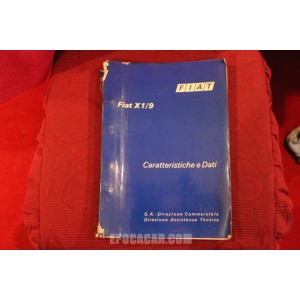 FIAT
Fiat X1/9
Caratteristiche e Dati
G.A.- Direzione Commerciale
Direzione Assistenza Tecnica
EPOCACAR.COM